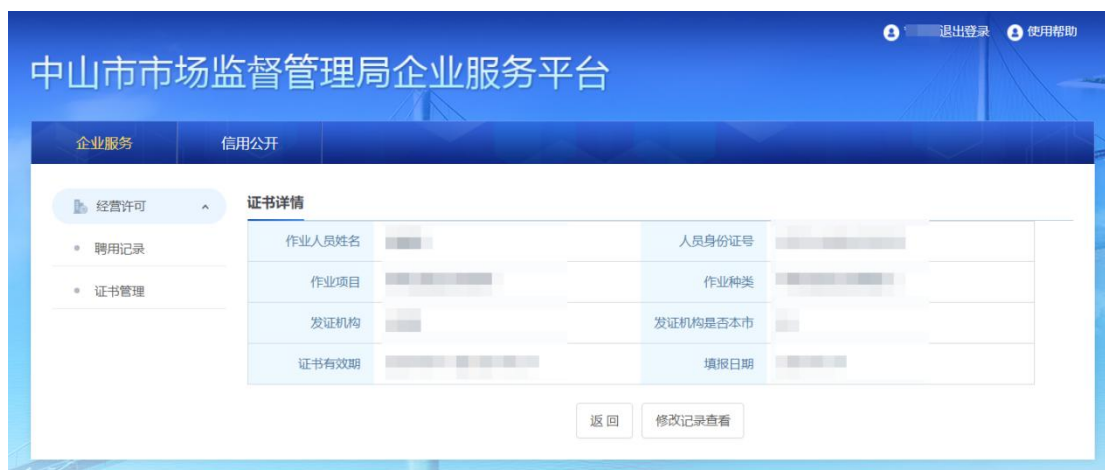 退出登录 使用帮助
中山市市场监督管理局企业服务平台
企业服务 信用公开
经营许可
聘用记录
证书管理
证书详情
作业人员姓名 人员身份证号
作业项目 作业种类
发证机构 发证机构是否本市
证书有效期 填报日期
返回 修改记录查看